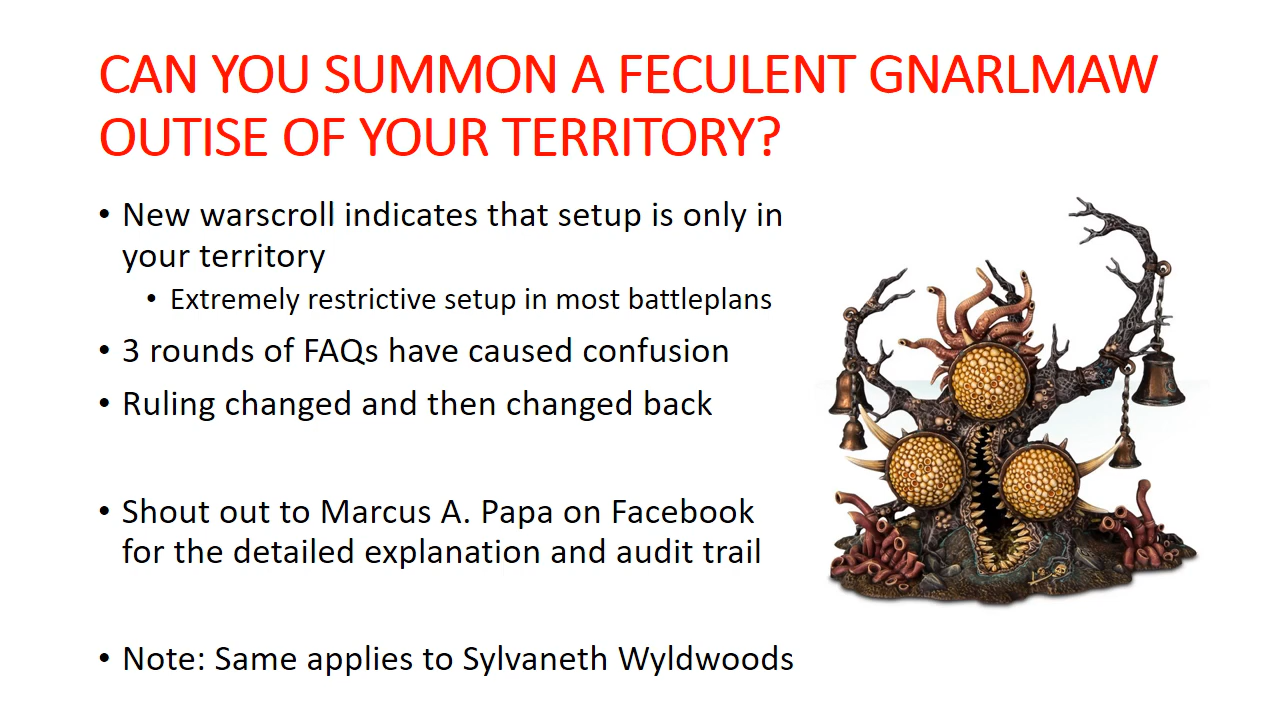 CAN YOU SUMMON A FECULENT GNARLMAW
OUTISE OF YOUR TERRITORY?
• New warscroll indicates that setup is only in
your territory
• Extremely restrictive setup in most battleplans
• 3 rounds of FAQs have caused confusion
• Ruling changed and then changed back
• Shout out to Marcus A. Papa on Facebook
for the detailed explanation and audit trail
• Note: Same applies to Sylvaneth Wyldwoods